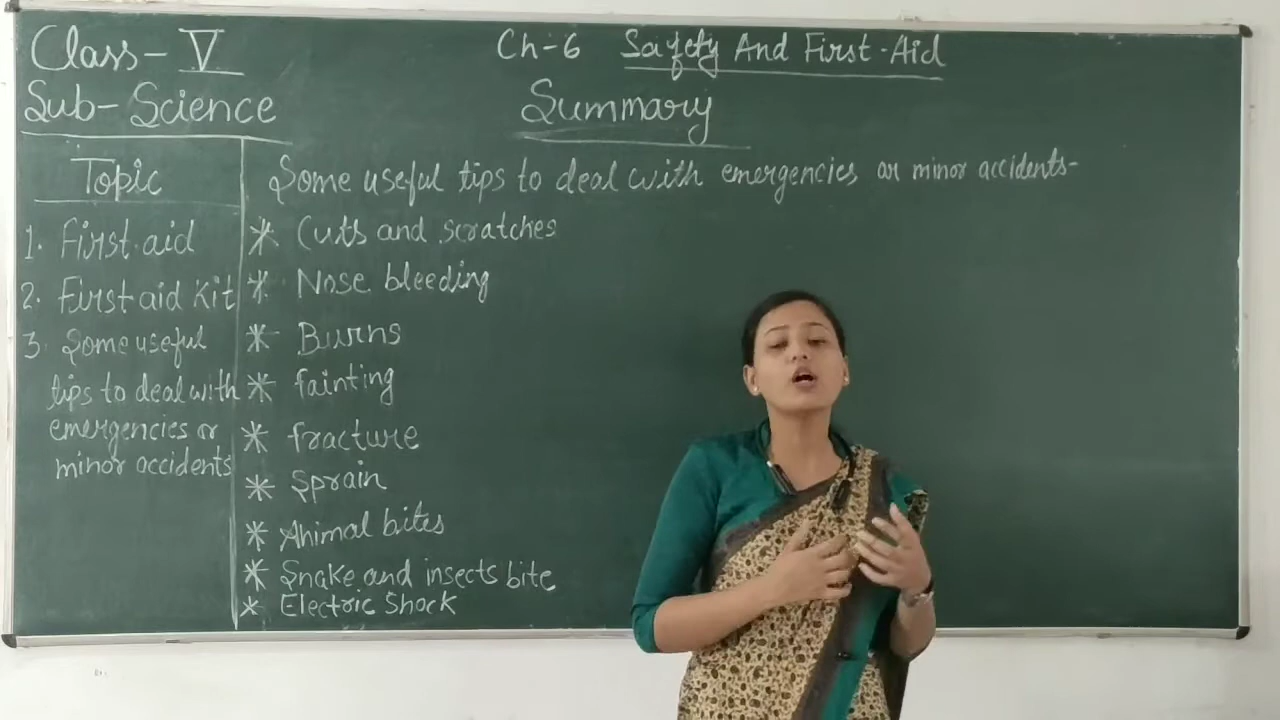 Class- V
Sub- Science
Ch-6 Safety And First-Aid
Summary
Topic
1. First-aid
2. First aid Kit
3. Some useful
tips to deal with
emergencies or
minor accidents
Some useful tips to deal with emergencies or minor accidents-
* Cuts and scratches
* Nose bleeding
* Burns
* fainting
* fracture
* Sprain
* Animal bites
* Snake and insects bite
* Electric Shock